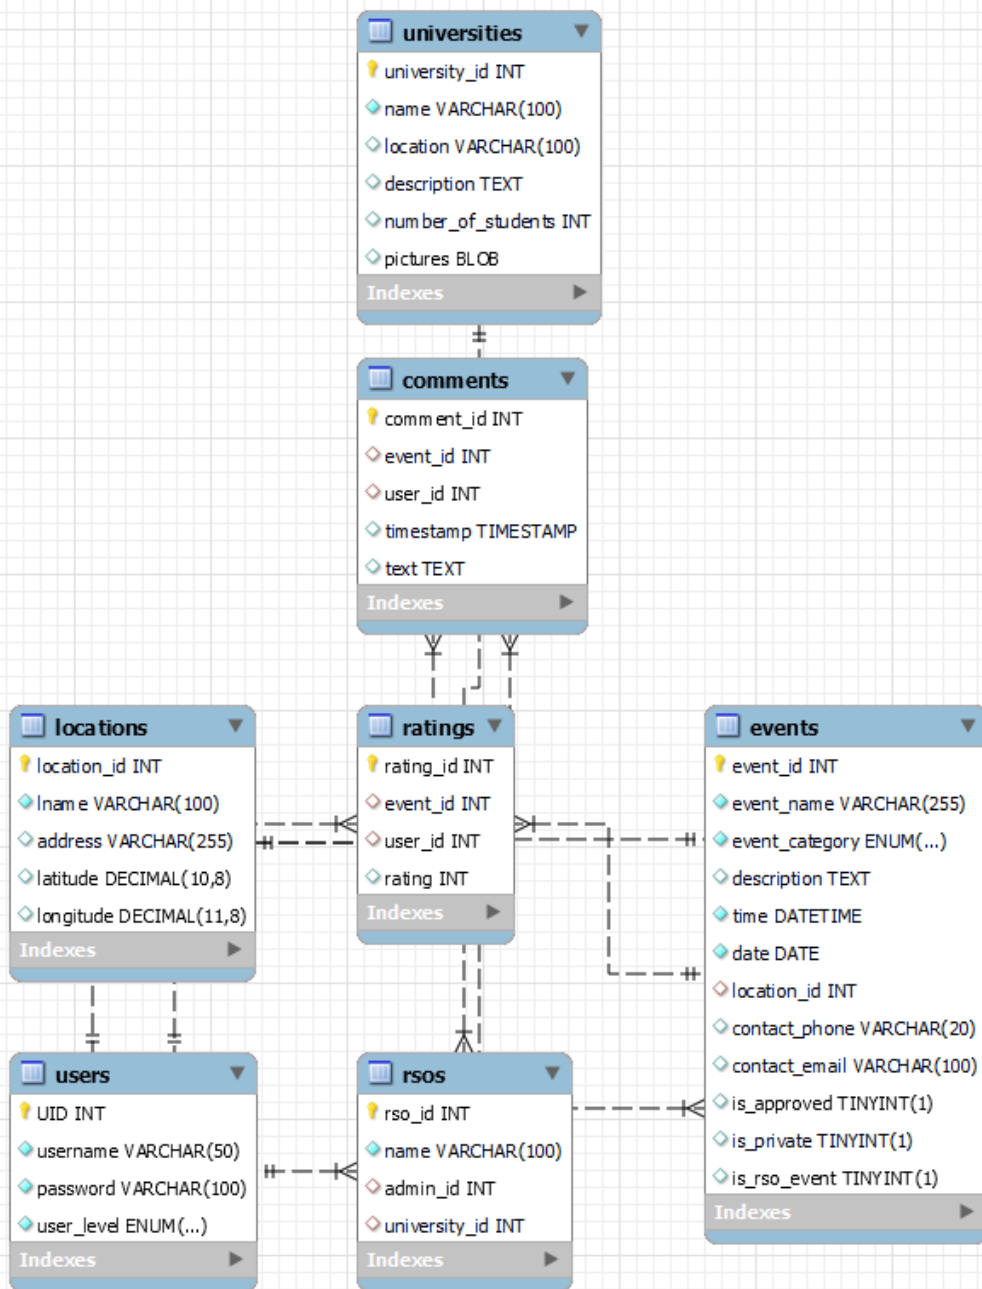 universities
university_id INT
name VARCHAR(100)
location VARCHAR(100)
description TEXT
number_of_students INT
pictures BLOB
Indexes
comments
comment_id INT
event_id INT
user_id INT
timestamp TIMESTAMP
text TEXT
Indexes
locations
location_id INT
lname VARCHAR(100)
address VARCHAR(255)
latitude DECIMAL(10,8)
longitude DECIMAL(11,8)
Indexes
ratings
rating_id INT
event_id INT
user_id INT
rating INT
Indexes
events
event_id INT
event_name VARCHAR(255)
event_category ENUM(...)
description TEXT
time DATETIME
date DATE
location_id INT
contact_phone VARCHAR(20)
contact_email VARCHAR(100)
is_approved TINYINT(1)
is_private TINYINT(1)
is_rso_event TINYINT(1)
Indexes
users
UID INT
username VARCHAR(50)
password VARCHAR(100)
user_level ENUM(...)
Indexes
rsos
rso_id INT
name VARCHAR(100)
admin_id INT
university_id INT
Indexes